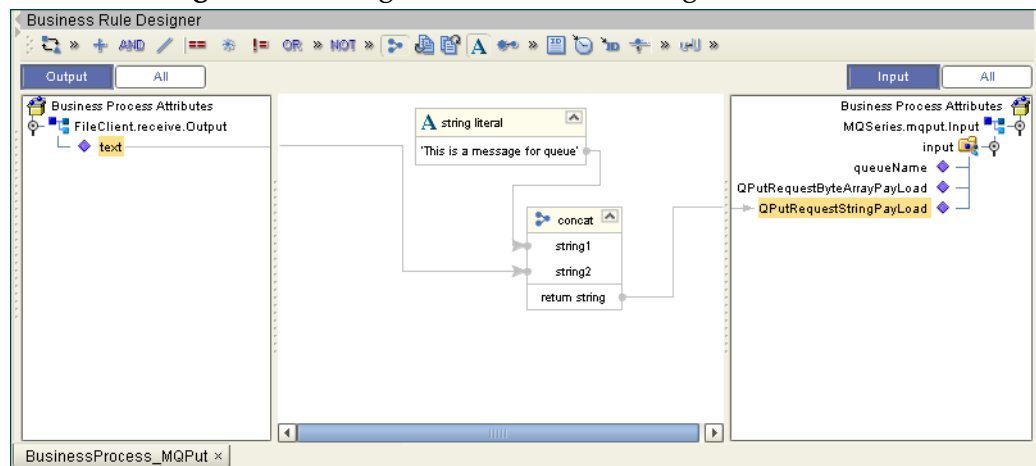 Business Rule Designer
» AND == != OR » NOT » A » » 
Output All
Input All
Business Process Attributes
FileClient.receive.Output
text
A string literal
'This is a message for queue'
concat
string1
string2
return string
Business Process Attributes
MQSeries.mqput.Input
input
queueName
QPutRequestByteArrayPayLoad
QPutRequestStringPayLoad
BusinessProcess_MQPut ×